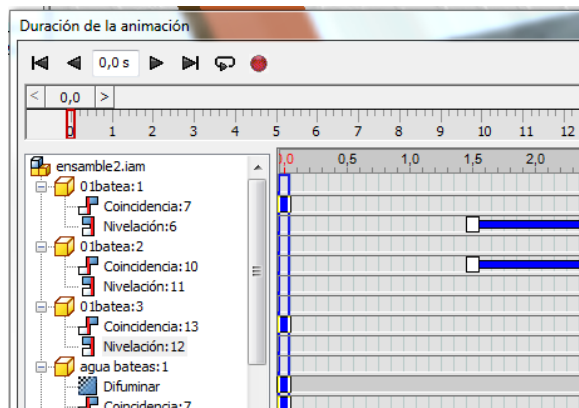 Duración de la animación
0,0 s
< 0,0 >
0 1 2 3 4 5 6 7 8 9 10 11 12
0,0 0,5 1,0 1,5 2,0
ensamble2.iam
01batea:1
Coincidencia:7
Nivelación:6
01batea:2
Coincidencia:10
Nivelación:11
01batea:3
Coincidencia:13
Nivelación:12
agua bateas:1
Difuminar
Coincidencia:7